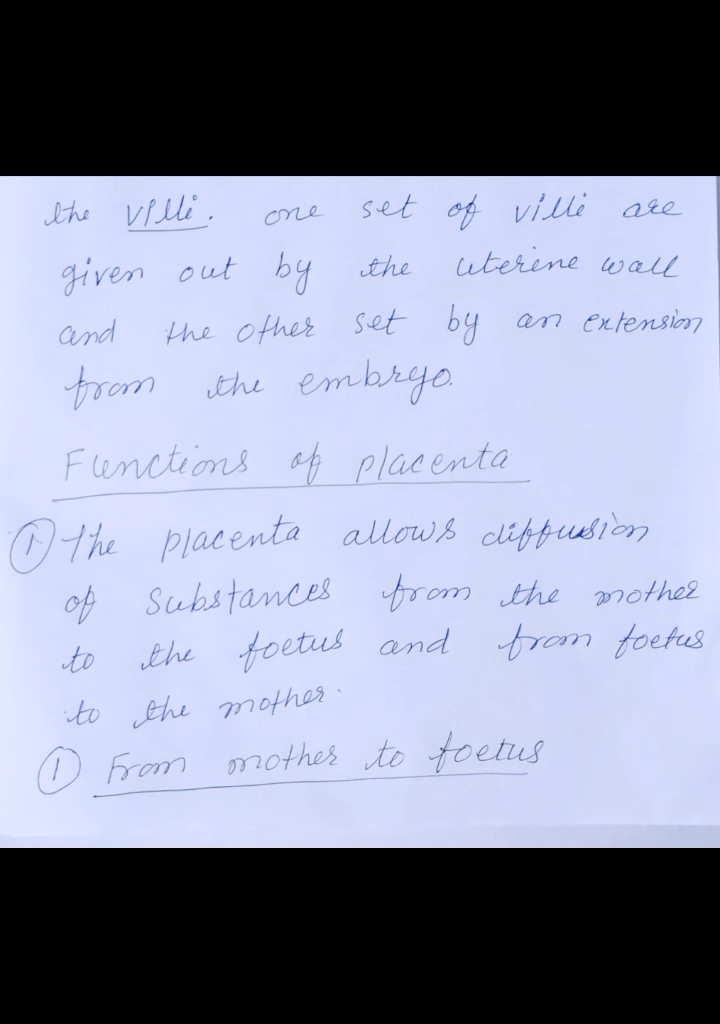 the villi. one set of villi are
given out by the uterine wall
and the other set by an extension
from the embryo.
Functions of placenta
① The placenta allows diffusion
of substances from the mother
to the foetus and from foetus
to the mother.
① From mother to foetus